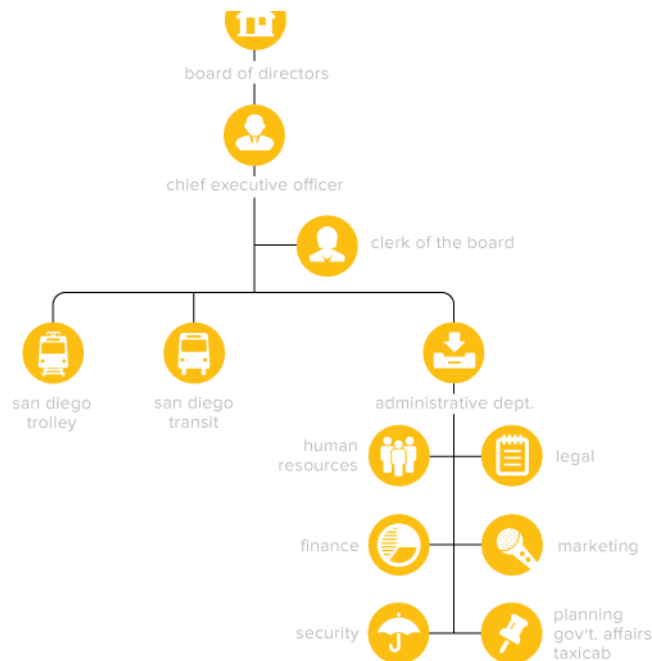 board of directors
chief executive officer
clerk of the board
san diego
trolley
san diego
transit
administrative dept.
human
resources
legal
finance
marketing
security
planning
gov't. affairs
taxicab